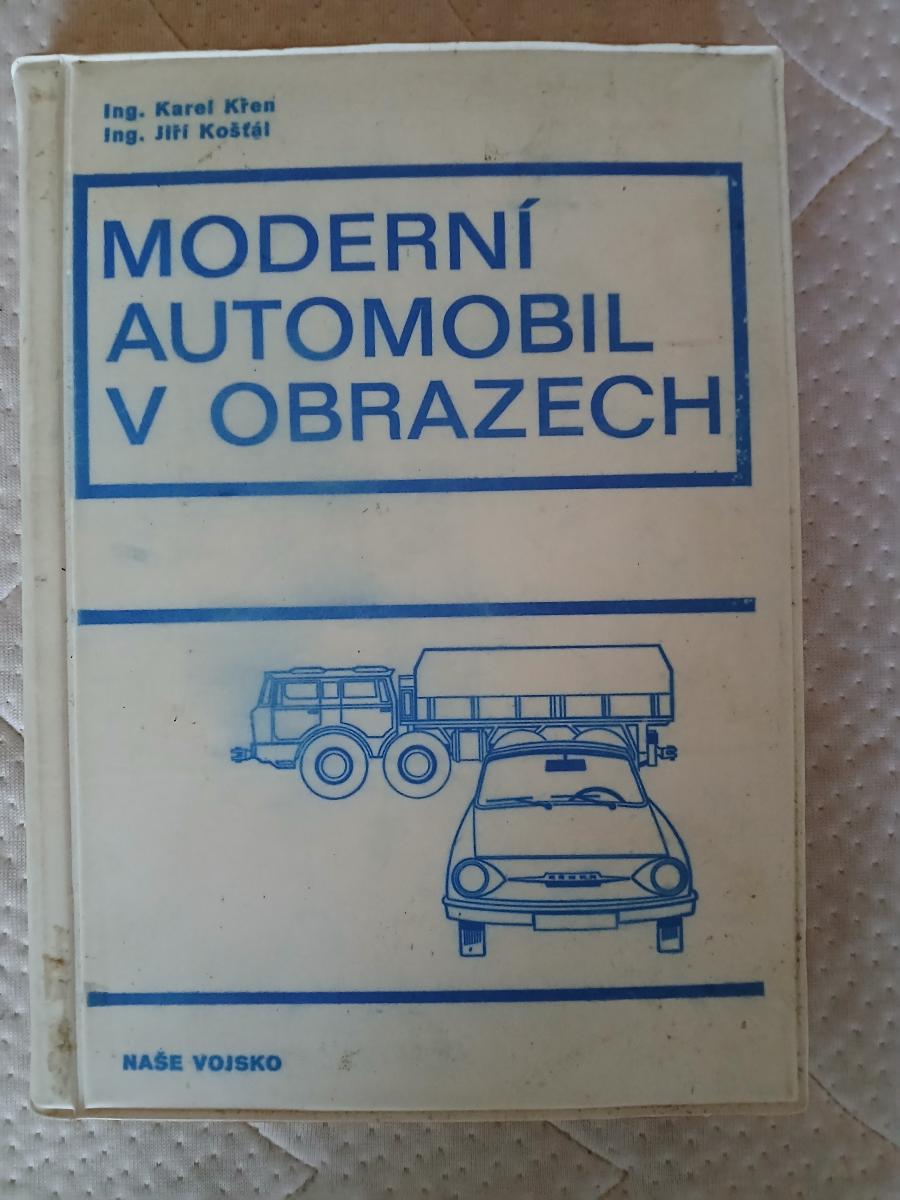 Ing. Karel Křen
Ing. Jiří Košťál
MODERNÍ
AUTOMOBIL
V OBRAZECH
NAŠE VOJSKO